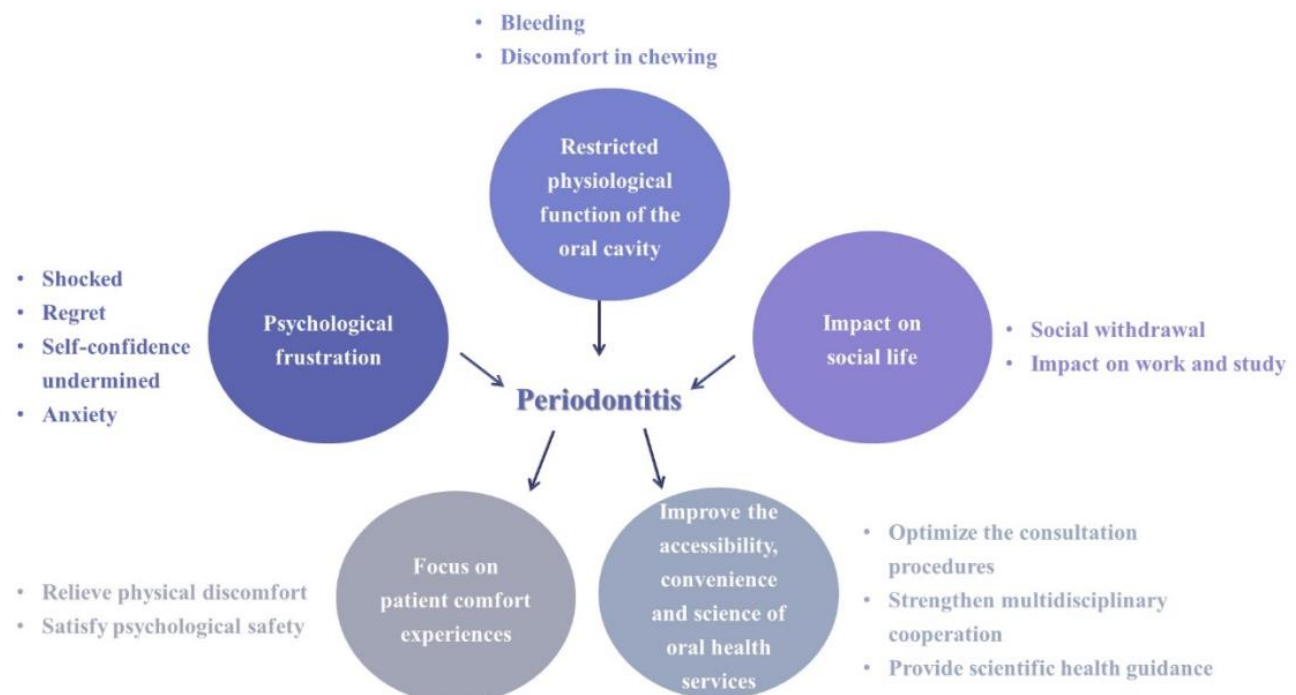 • Bleeding
• Discomfort in chewing
Restricted
physiological
function of the
oral cavity
• Shocked
• Regret
• Self-confidence
undermined
• Anxiety
Psychological
frustration
Impact on
social life
• Social withdrawal
• Impact on work and study
Periodontitis
• Relieve physical discomfort
• Satisfy psychological safety
Focus on
patient comfort
experiences
Improve the
accessibility,
convenience
and science of
oral health
services
• Optimize the consultation
procedures
• Strengthen multidisciplinary
cooperation
• Provide scientific health guidance